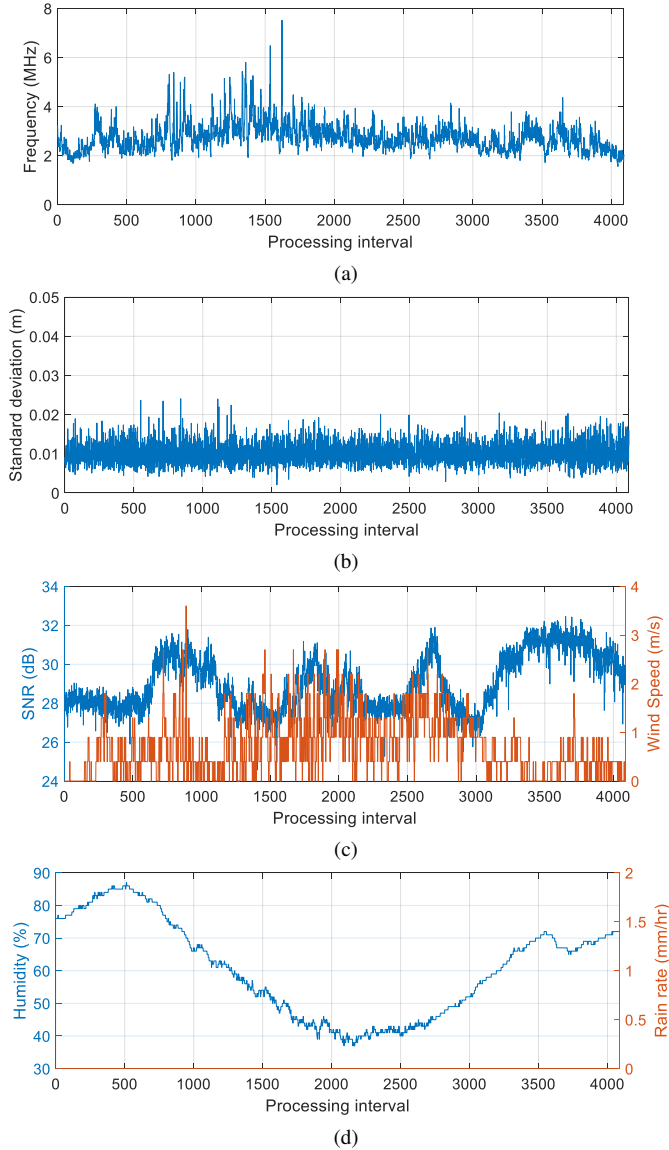 8
6
4
2
0
Frequency (MHz)
0 500 1000 1500 2000 2500 3000 3500 4000
Processing interval
(a)
0.05
0.04
0.03
0.02
0.01
0
Standard deviation (m)
0 500 1000 1500 2000 2500 3000 3500 4000
Processing interval
(b)
34 4
32 3
30
28 2
26 1
24 0
SNR (dB)
Wind Speed (m/s)
0 500 1000 1500 2000 2500 3000 3500 4000
Processing interval
(c)
90 2
80
70 1.5
60 1
50
40 0.5
30 0
Humidity (%)
Rain rate (mm/hr)
0 500 1000 1500 2000 2500 3000 3500 4000
Processing interval
(d)